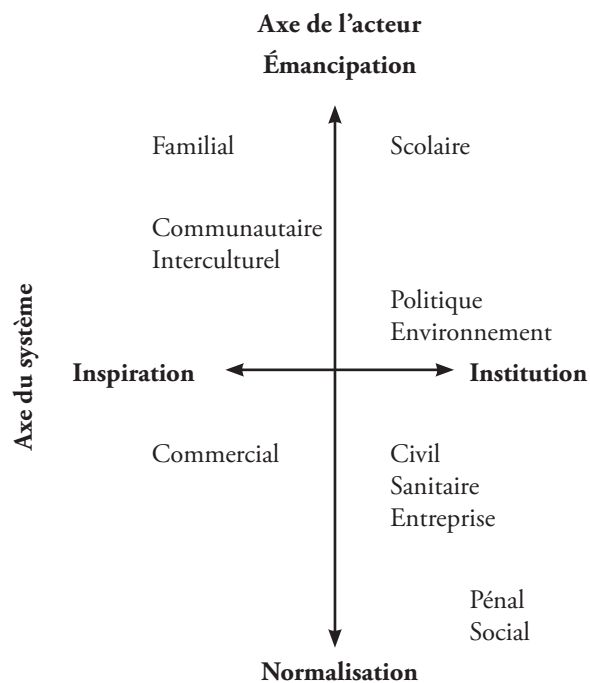 Axe de l’acteur
Émancipation
Familial
Scolaire
Communautaire
Interculturel
Politique
Environnement
Axe du système
Inspiration
Institution
Commercial
Civil
Sanitaire
Entreprise
Pénal
Social
Normalisation